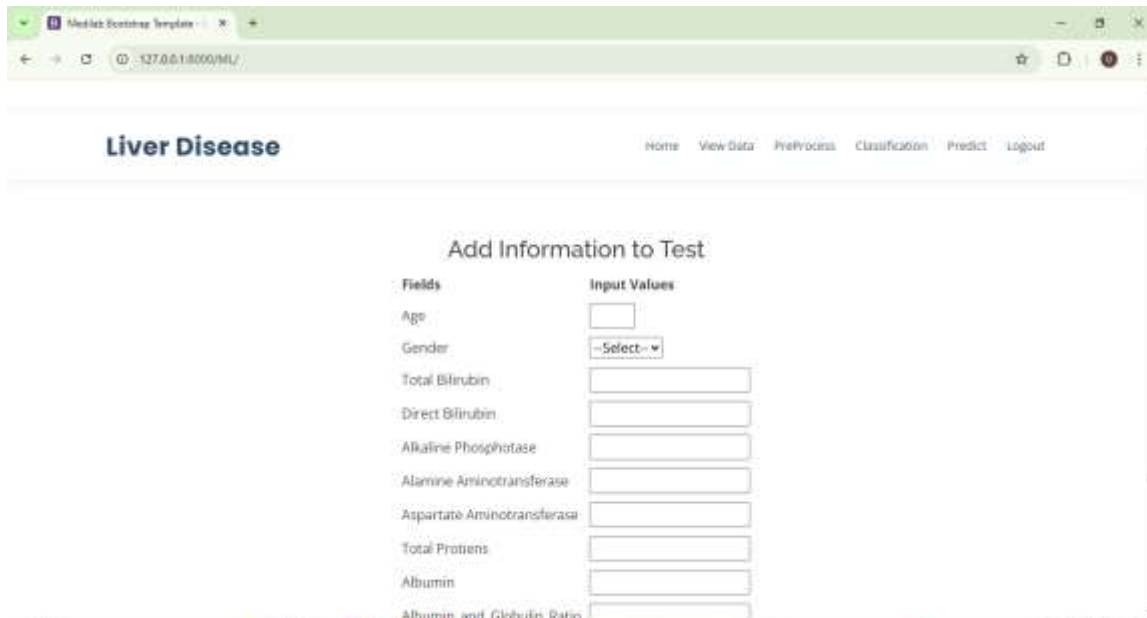 Medilab Bootstrap Template -
127.0.0.1:8000/ML/
Liver Disease
Home View Data PreProcess Classification Predict Logout
Add Information to Test
Fields Input Values
Age
Gender --Select--
Total Bilirubin
Direct Bilirubin
Alkaline Phosphotase
Alamine Aminotransferase
Aspartate Aminotransferase
Total Protiens
Albumin
Albumin and Globulin Ratio